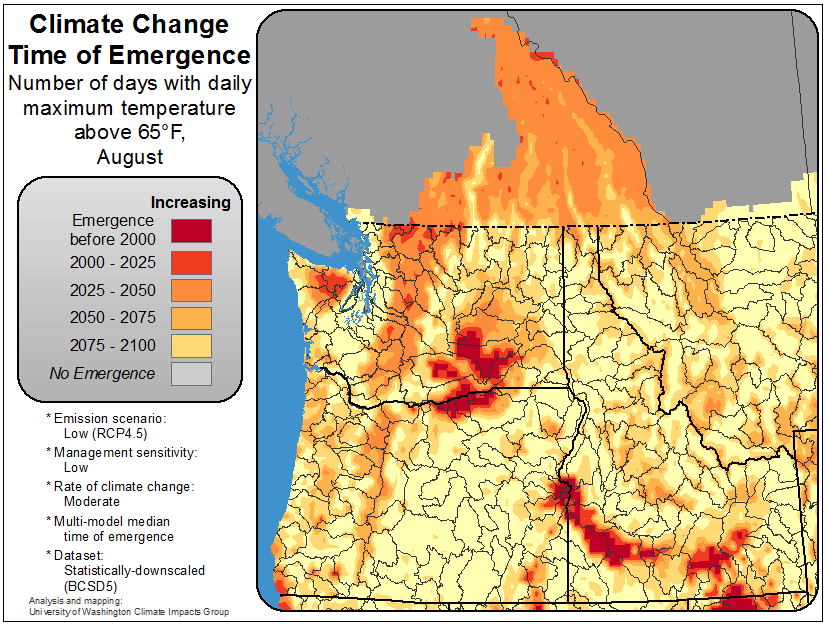 Climate Change
Time of Emergence
Number of days with daily
maximum temperature
above 65°F,
August
Increasing
Emergence
before 2000
2000 - 2025
2025 - 2050
2050 - 2075
2075 - 2100
No Emergence
* Emission scenario:
Low (RCP4.5)
* Management sensitivity:
Low
* Rate of climate change:
Moderate
* Multi-model median
time of emergence
* Dataset:
Statistically-downscaled
(BCSD5)
Analysis and mapping:
University of Washington Climate Impacts Group